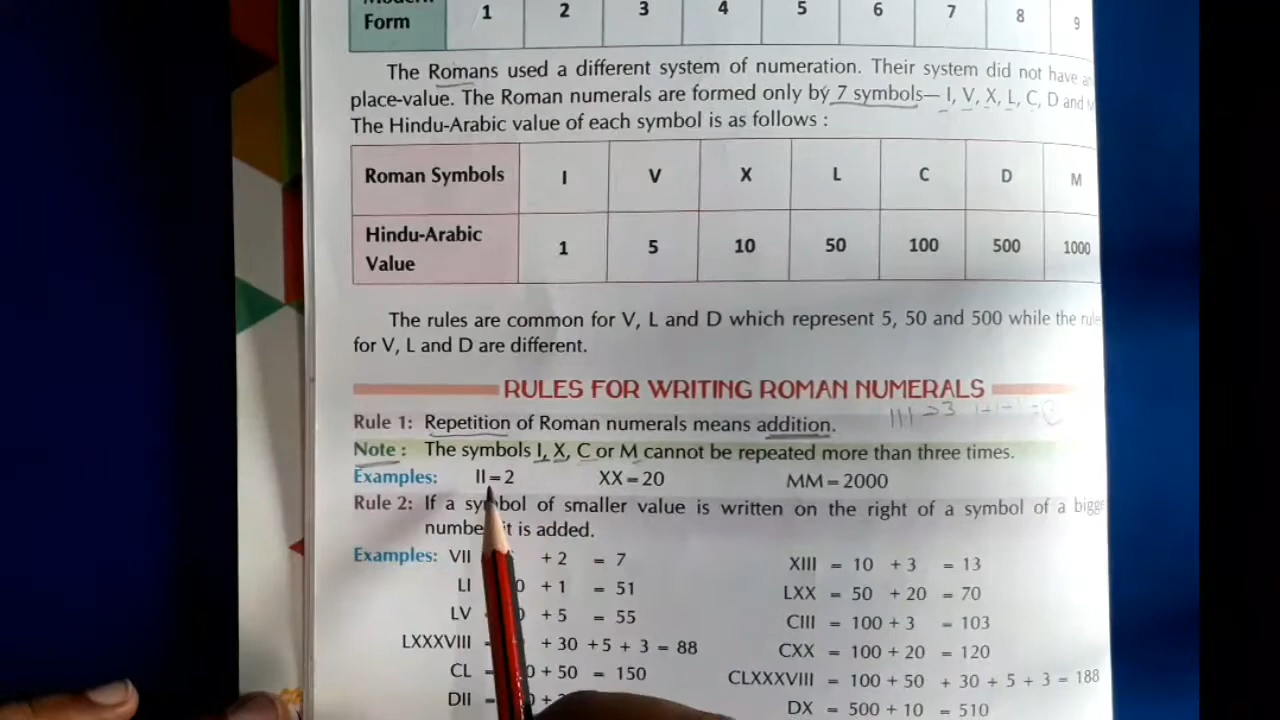 Form 1 2 3 4 5 6 7 8 9
The Romans used a different system of numeration. Their system did not have
place-value. The Roman numerals are formed only by 7 symbols— I, V, X, L, C, D and
The Hindu-Arabic value of each symbol is as follows :
Roman Symbols I V X L C D M
Hindu-Arabic Value 1 5 10 50 100 500 1000
The rules are common for V, L and D which represent 5, 50 and 500 while the
for V, L and D are different.
RULES FOR WRITING ROMAN NUMERALS
Rule 1: Repetition of Roman numerals means addition.
Note : The symbols I, X, C or M cannot be repeated more than three times.
Examples: II = 2 XX = 20 MM = 2000
Rule 2: If a symbol of smaller value is written on the right of a symbol of a
it is added.
Examples: VII + 2 = 7 XIII = 10 + 3 = 13
LI + 1 = 51 LXX = 50 + 20 = 70
LV + 5 = 55 CIII = 100 + 3 = 103
LXXXVIII = + 30 + 5 + 3 = 88 CXX = 100 + 20 = 120
CL = + 50 = 150 CLXXXVIII = 100 + 50 + 30 + 5 + 3 = 188
DII = DX = 500 + 10 = 510